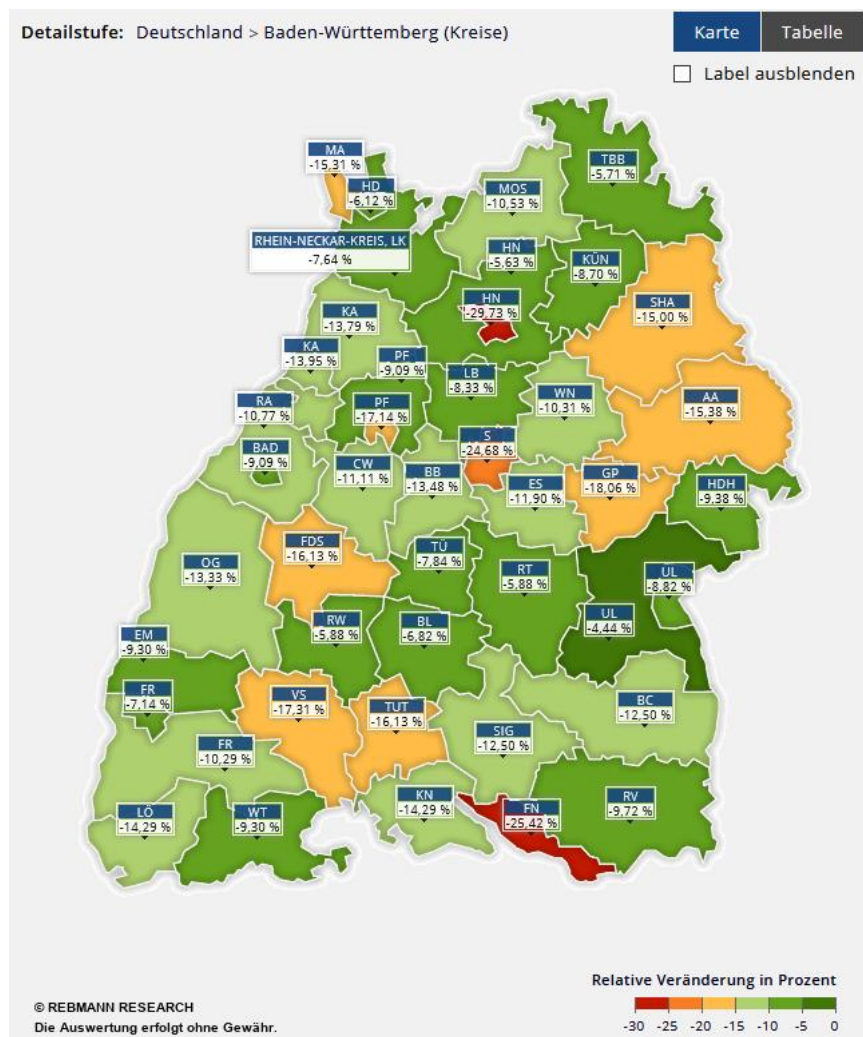 Detailstufe: Deutschland > Baden-Württemberg (Kreise)
Karte
Tabelle
Label ausblenden
MA
-15,31 %
HD
-6,12 %
TBB
-5,71 %
MOS
-10,53 %
RHEIN-NECKAR-KREIS, LK
-7,64 %
HN
-5,63 %
KÜN
-8,70 %
HN
-29,73 %
SHA
-15,00 %
KA
-13,79 %
KA
-13,95 %
PF
-9,09 %
LB
-8,33 %
WN
-10,31 %
AA
-15,38 %
RA
-10,77 %
PF
-17,14 %
BAD
-9,09 %
S
-24,68 %
CW
-11,11 %
BB
-13,48 %
ES
-11,90 %
GP
-18,06 %
HDH
-9,38 %
FDS
-16,13 %
TÜ
-7,84 %
OG
-13,33 %
RT
-5,88 %
UL
-8,82 %
UL
-4,44 %
RW
-5,88 %
BL
-6,82 %
EM
-9,30 %
FR
-7,14 %
VS
-17,31 %
TUT
-16,13 %
BC
-12,50 %
SIG
-12,50 %
FR
-10,29 %
KN
-14,29 %
FN
-25,42 %
RV
-9,72 %
LÖ
-14,29 %
WT
-9,30 %
Relative Veränderung in Prozent
-30 -25 -20 -15 -10 -5 0
© REBMANN RESEARCH
Die Auswertung erfolgt ohne Gewähr.